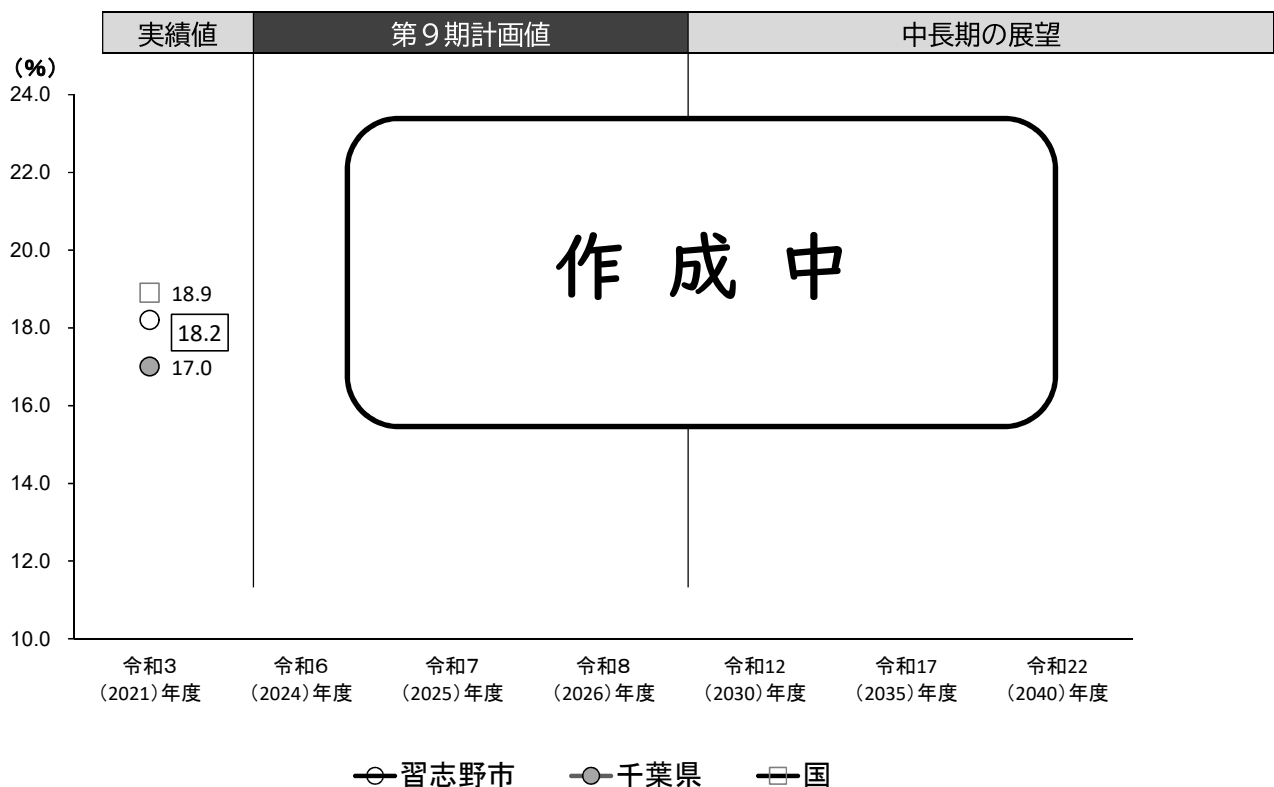 実績値 第９期計画値 中長期の展望
(%)
24.0
22.0
20.0
18.0
16.0
14.0
12.0
10.0
作成中
18.9
18.2
17.0
令和3 令和6 令和7 令和8 令和12 令和17 令和22
(2021)年度 (2024)年度 (2025)年度 (2026)年度 (2030)年度 (2035)年度 (2040)年度
習志野市 千葉県 国